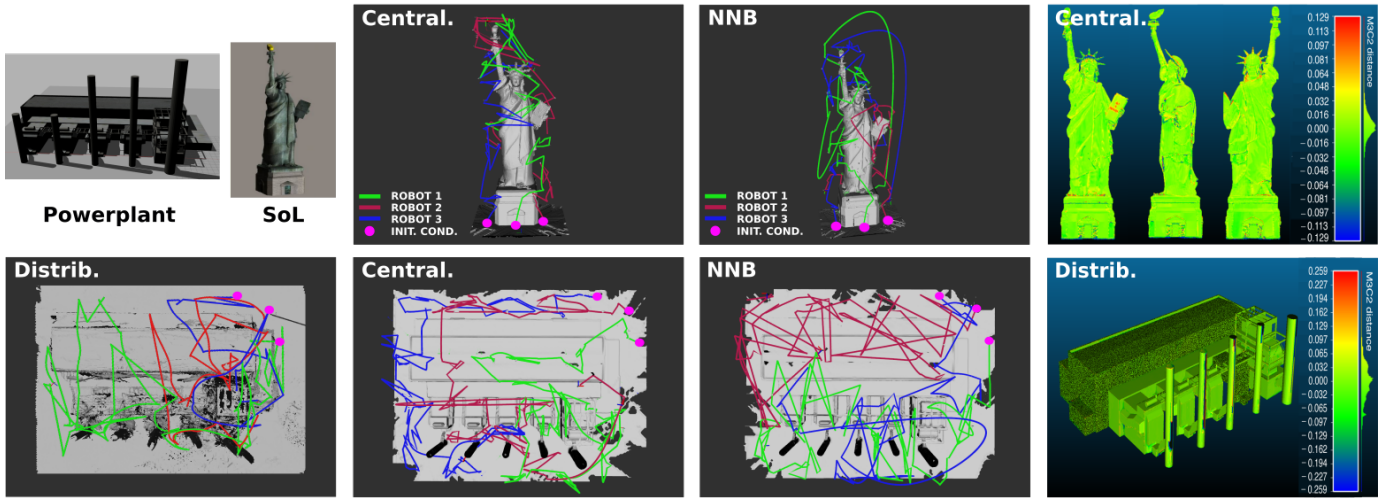 Powerplant
SoL
Central.
ROBOT 1
ROBOT 2
ROBOT 3
INIT. COND.
NNB
ROBOT 1
ROBOT 2
ROBOT 3
INIT. COND.
Central.
0.129
0.113
0.097
0.081
0.064
0.048
0.032
0.016
0.000
−0.016
−0.032
−0.048
−0.064
−0.081
−0.097
−0.113
−0.129
M3C2 distance
Distrib.
Central.
NNB
Distrib.
0.259
0.227
0.194
0.162
0.130
0.097
0.065
0.032
0.000
−0.032
−0.065
−0.097
−0.130
−0.162
−0.194
−0.227
−0.259
M3C2 distance